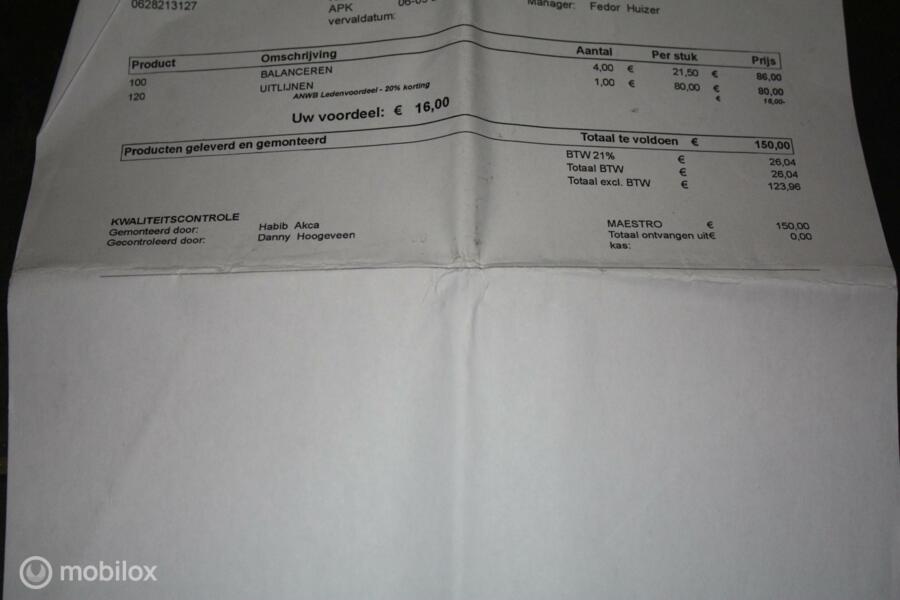 0628213127
APK
vervaldatum:
Manager: Fedor Huizer
Product Omschrijving Aantal Per stuk Prijs
100 BALANCEREN 4,00 € 21,50 € 86,00
120 UITLIJNEN 1,00 € 80,00 € 80,00
ANWB Ledenvoordeel - 20% korting € 16,00-
Uw voordeel: € 16,00
Producten geleverd en gemonteerd Totaal te voldoen € 150,00
BTW 21% € 26,04
Totaal BTW € 26,04
Totaal excl. BTW € 123,96
KWALITEITSCONTROLE
Gemonteerd door: Habib Akca
Gecontroleerd door: Danny Hoogeveen
MAESTRO € 150,00
Totaal ontvangen uit€ 0,00
kas:
mobilox